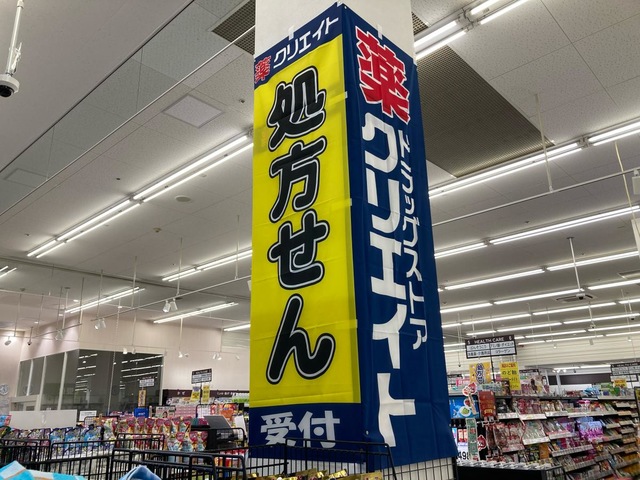 薬 クリエイト
処方せん
受付
薬
ドラッグストア
クリエイト
HEALTH CARE